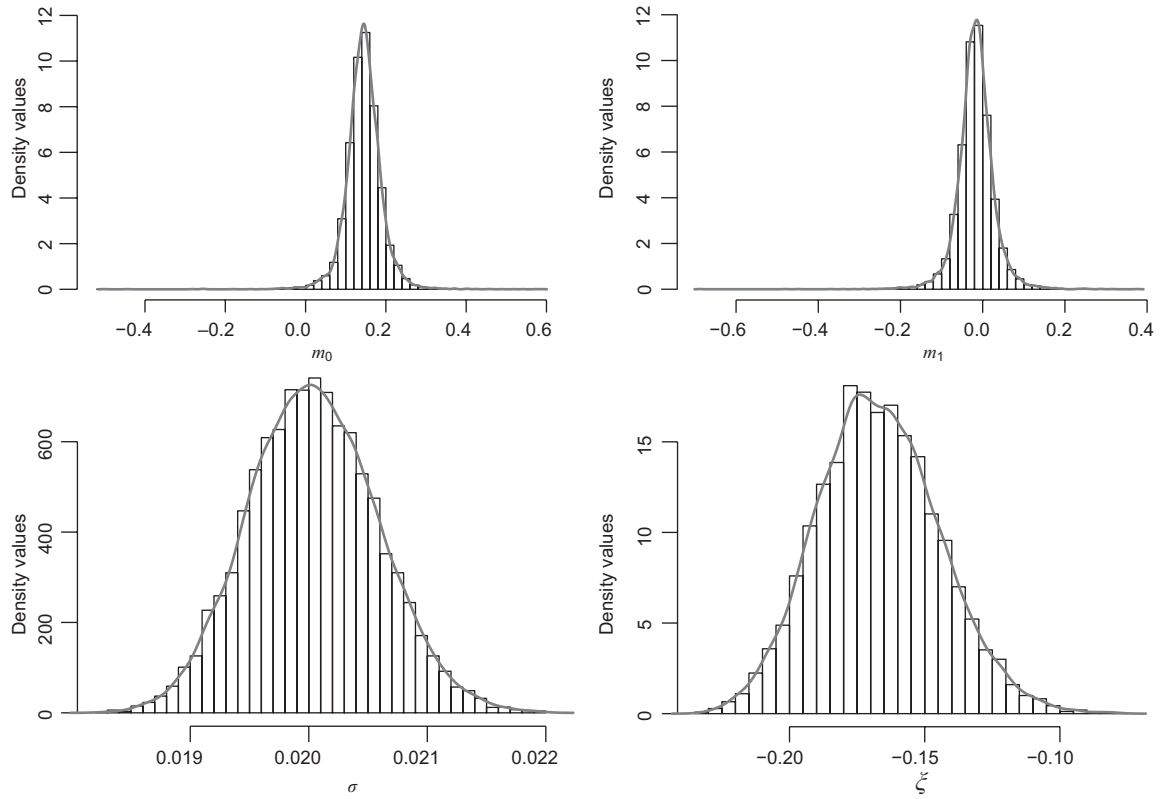 Density values
0 2 4 6 8 10 12
−0.4 −0.2 0.0 0.2 0.4 0.6
m0
Density values
0 2 4 6 8 10 12
−0.6 −0.4 −0.2 0.0 0.2 0.4
m1
Density values
0 200 400 600
0.019 0.020 0.021 0.022
σ
Density values
0 5 10 15
−0.20 −0.15 −0.10
ξ